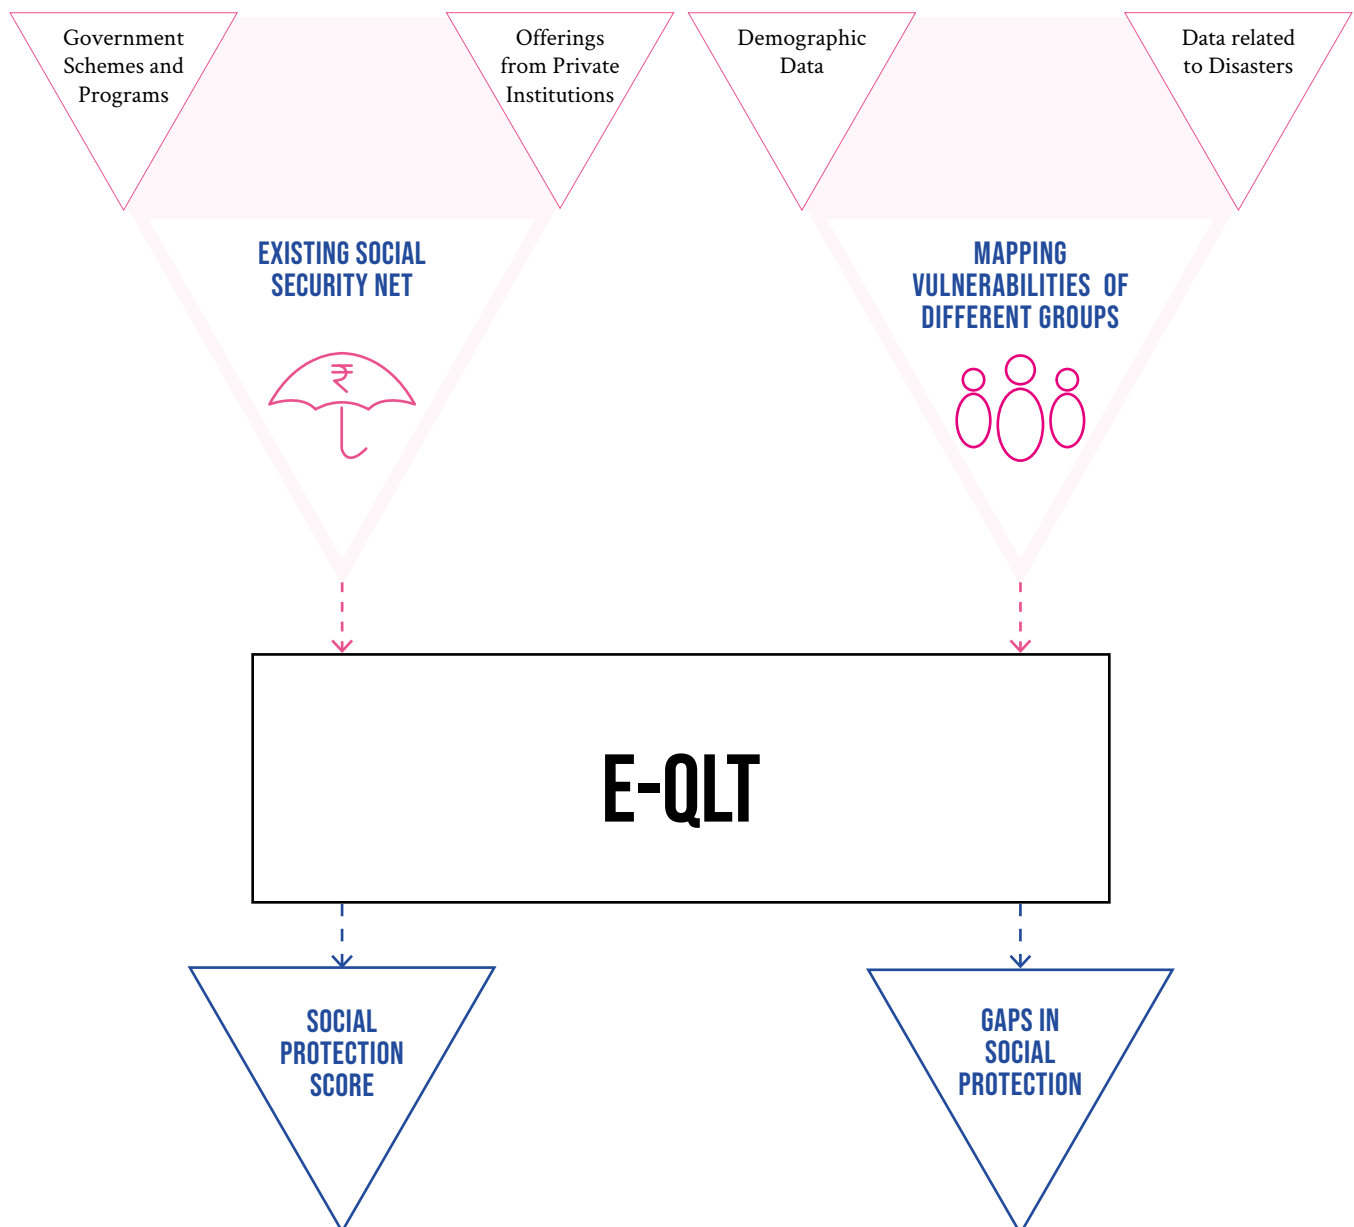 Government
Schemes and
Programs
Offerings
from Private
Institutions
Demographic
Data
Data related
to Disasters
EXISTING SOCIAL
SECURITY NET
₹
MAPPING
VULNERABILITIES OF
DIFFERENT GROUPS
E-QLT
SOCIAL
PROTECTION
SCORE
GAPS IN
SOCIAL
PROTECTION